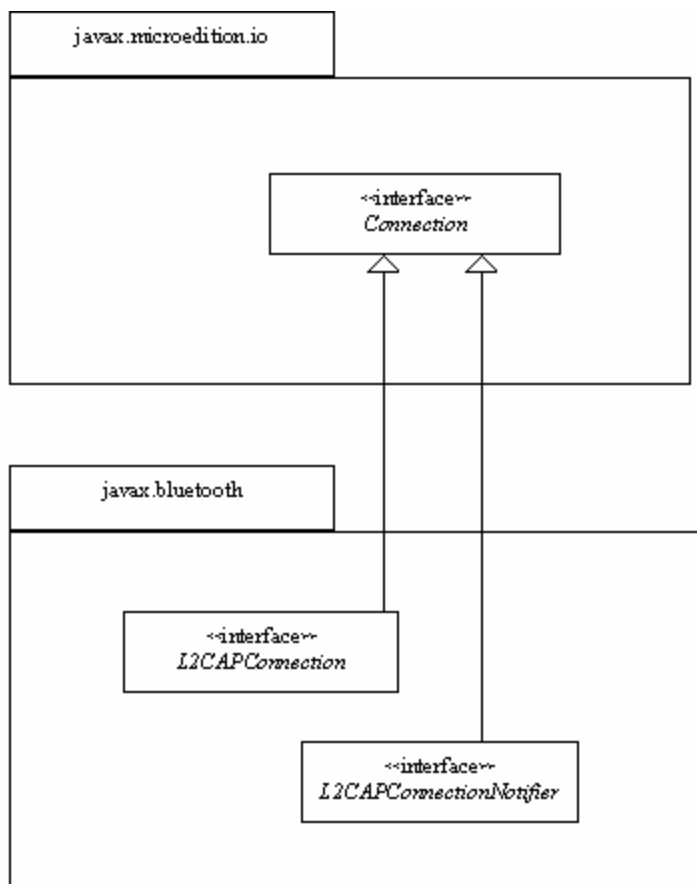 javax.microedition.io
<<interface>>
Connection
javax.bluetooth
<<interface>>
L2CAPConnection
<<interface>>
L2CAPConnectionNotifier